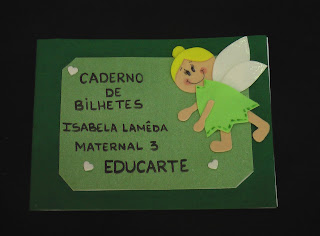 CADERNO
DE
BILHETES
ISABELA LAMÊDA
MATERNAL 3
EDUCARTE